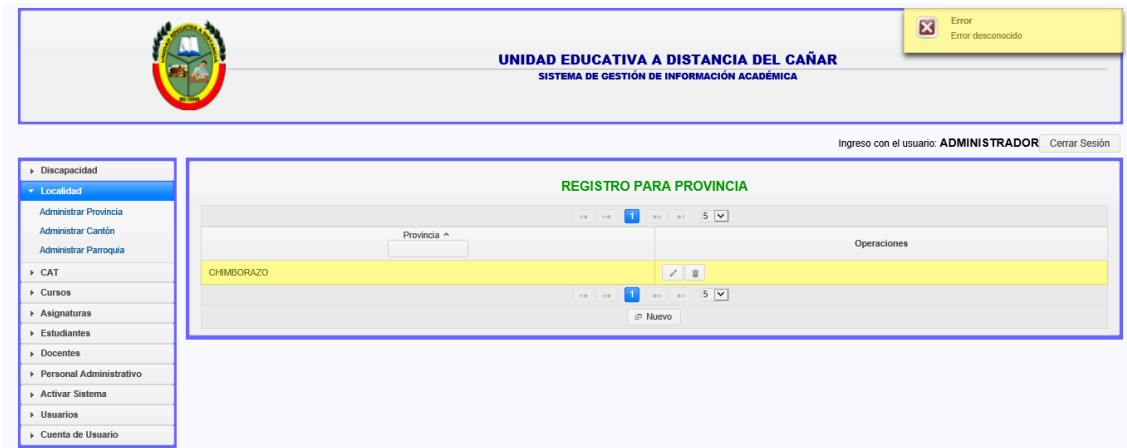 Error
Error desconocido
UNIDAD EDUCATIVA A DISTANCIA DEL CAÑAR
SISTEMA DE GESTIÓN DE INFORMACIÓN ACADÉMICA
Ingreso con el usuario: ADMINISTRADOR Cerrar Sesión
Discapacidad
Localidad
Administrar Provincia
Administrar Cantón
Administrar Parroquia
CAT
Cursos
Asignaturas
Estudiantes
Docentes
Personal Administrativo
Activar Sistema
Usuarios
Cuenta de Usuario
REGISTRO PARA PROVINCIA
1 5
Provincia
Operaciones
CHIMBORAZO
1 5
Nuevo